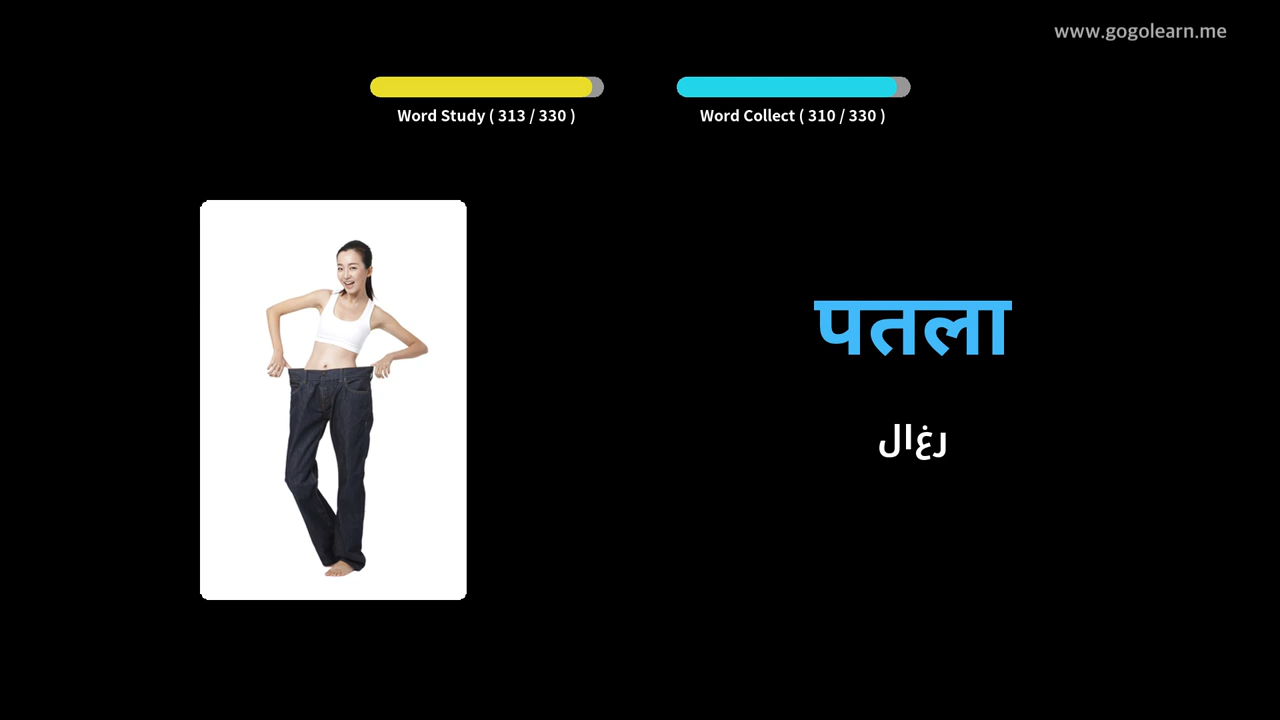 www.gogolearn.me
Word Study ( 313 / 330 )
Word Collect ( 310 / 330 )
पतला
رغال